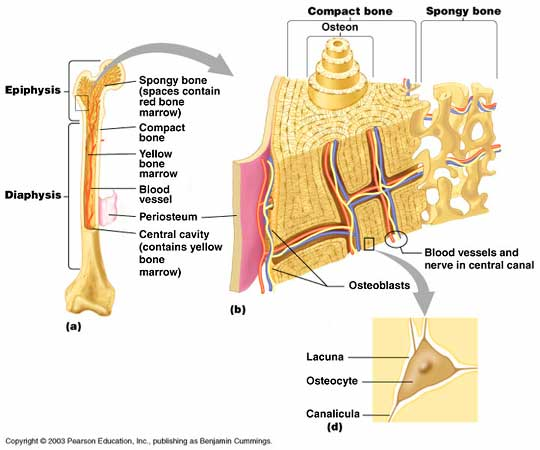 Compact bone
Spongy bone
Osteon
Epiphysis
Spongy bone
(spaces contain
red bone
marrow)
Compact
bone
Yellow
bone
marrow
Diaphysis
Blood
vessel
Periosteum
Central cavity
(contains yellow
bone
marrow)
Blood vessels and
nerve in central canal
Osteoblasts
(a)
(b)
Lacuna
Osteocyte
Canalicula
(d)
Copyright © 2003 Pearson Education, Inc., publishing as Benjamin Cummings.